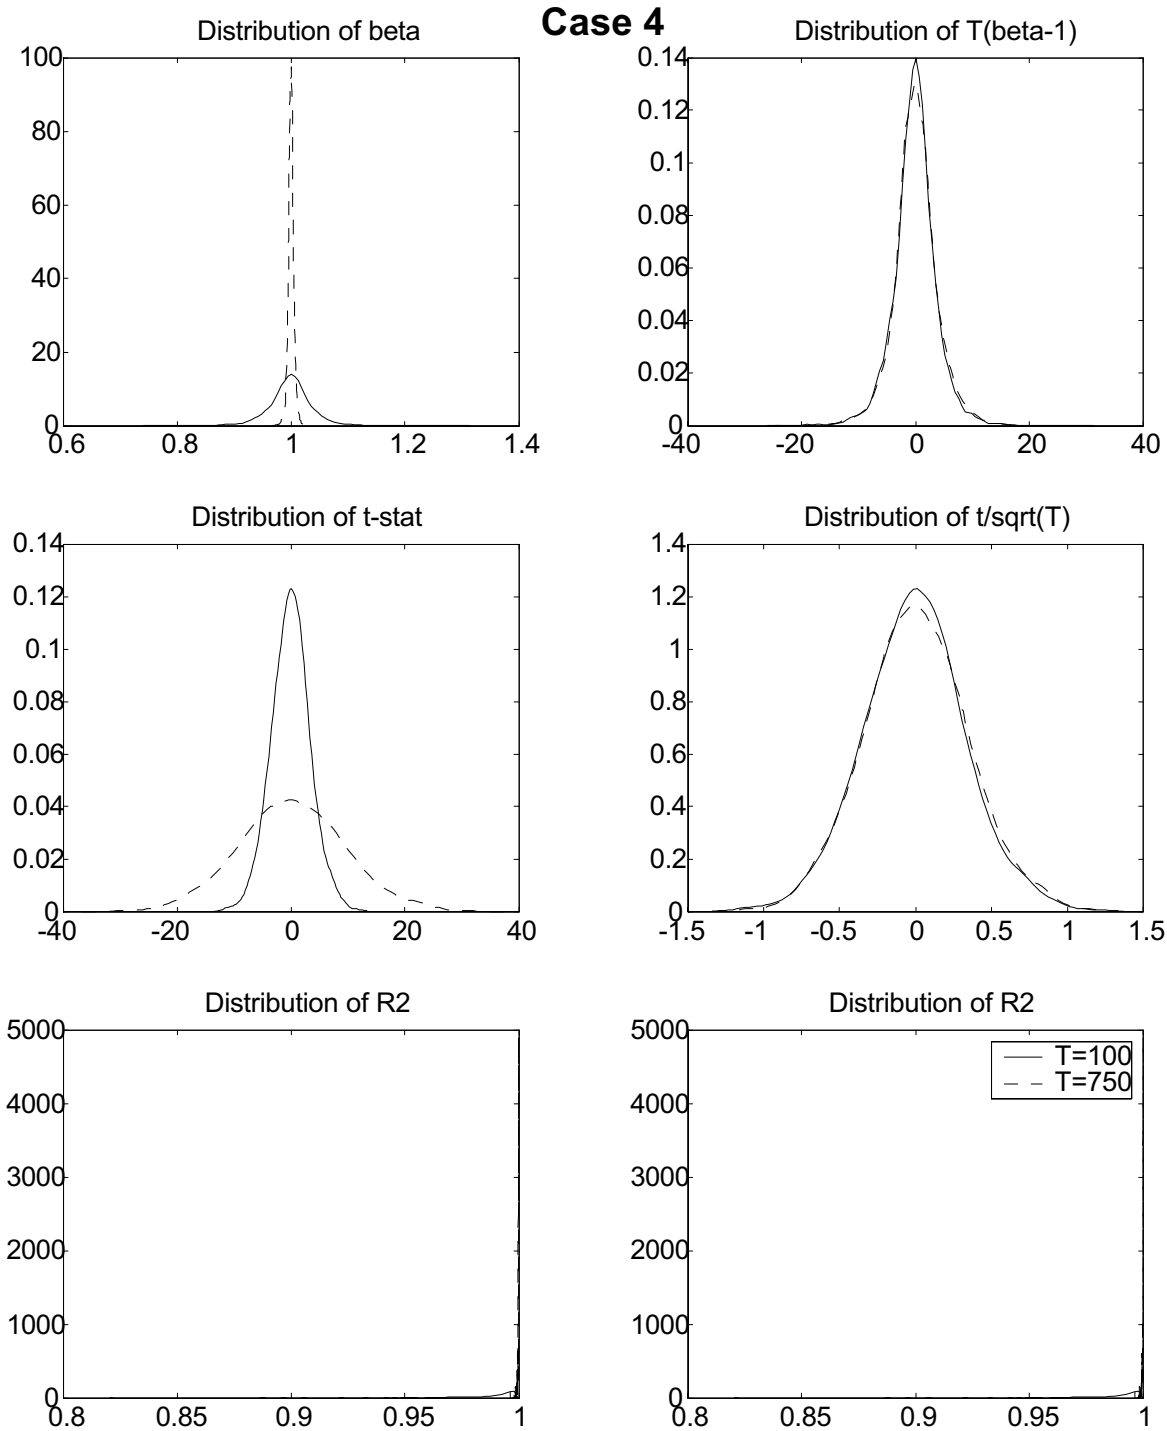 Case 4
Distribution of beta
100
80
60
40
20
0
0.6 0.8 1 1.2 1.4
Distribution of T(beta-1)
0.14
0.12
0.1
0.08
0.06
0.04
0.02
0
-40 -20 0 20 40
Distribution of t-stat
0.14
0.12
0.1
0.08
0.06
0.04
0.02
0
-40 -20 0 20 40
Distribution of t/sqrt(T)
1.4
1.2
1
0.8
0.6
0.4
0.2
0
-1.5 -1 -0.5 0 0.5 1 1.5
Distribution of R2
5000
4000
3000
2000
1000
0
0.8 0.85 0.9 0.95 1
Distribution of R2
5000
4000
3000
2000
1000
0
0.8 0.85 0.9 0.95 1
T=100
T=750